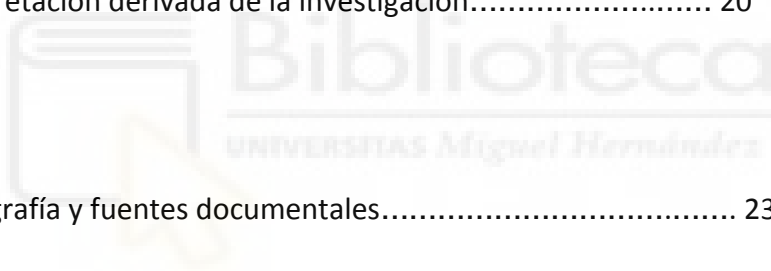 etación derivada de la investigación............................ 20
Biblioteca
UNIVERSITAS Miguel Hernández
grafía y fuentes documentales..................................... 23